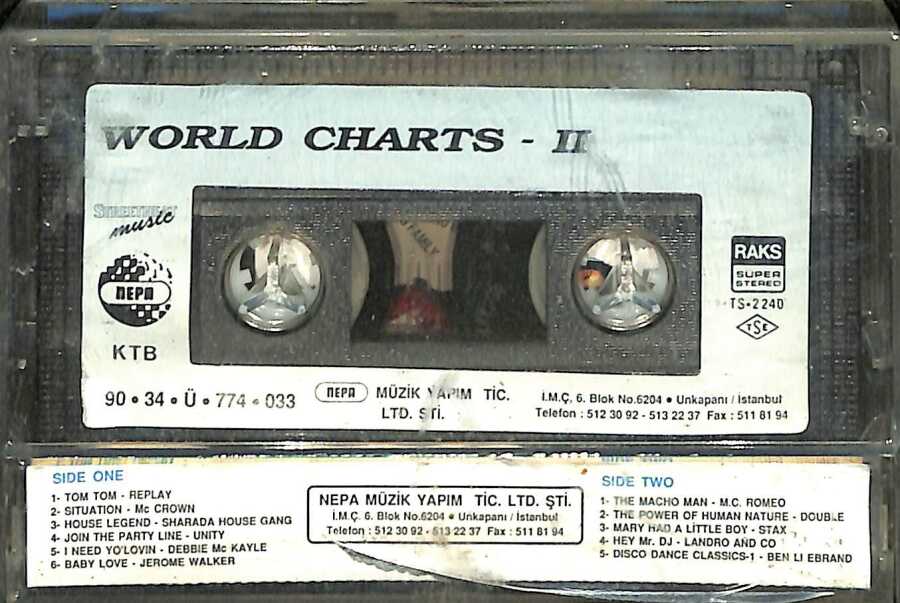 WORLD CHARTS - II
STREETBEAT
music
NEPA
KTB
RAKS
SUPER
STEREO
TS•2240
TSE
FAMILY
90 • 34 • Ü • 774 • 033
NEPA MÜZİK YAPIM TİC.
LTD. ŞTİ.
İ.M.Ç. 6. Blok No.6204 • Unkapanı / İstanbul
Telefon : 512 30 92 - 513 22 37 Fax : 511 81 94
SIDE ONE
1- TOM TOM - REPLAY
2- SITUATION - Mc CROWN
3- HOUSE LEGEND - SHARADA HOUSE GANG
4- JOIN THE PARTY LINE - UNITY
5- I NEED YO'LOVIN - DEBBIE Mc KAYLE
6- BABY LOVE - JEROME WALKER
NEPA MÜZİK YAPIM TİC. LTD. ŞTİ.
İ.M.Ç. 6. Blok No.6204 • Unkapanı / İstanbul
Telefon : 512 30 92 - 513 22 37 Fax : 511 81 94
SIDE TWO
1- THE MACHO MAN - M.C. ROMEO
2- THE POWER OF HUMAN NATURE - DOUBLE
3- MARY HAD A LİTTLE BOY - STAX
4- HEY Mr. DJ - LANDRO AND CO
5- DISCO DANCE CLASSICS-1 - BEN LI EBRAND